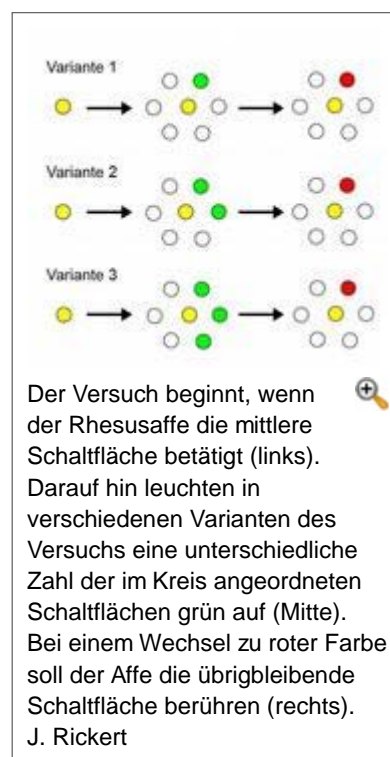 Variante 1
Variante 2
Variante 3
Der Versuch beginnt, wenn
der Rhesusaffe die mittlere
Schaltfläche betätigt (links).
Darauf hin leuchten in
verschiedenen Varianten des
Versuchs eine unterschiedliche
Zahl der im Kreis angeordneten
Schaltflächen grün auf (Mitte).
Bei einem Wechsel zu roter Farbe
soll der Affe die übrigbleibende
Schaltfläche berühren (rechts).
J. Rickert